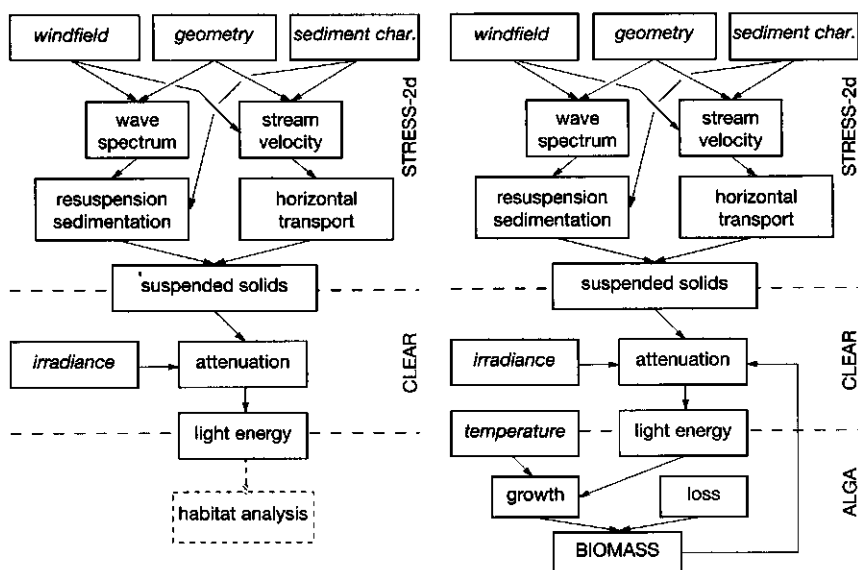 windfield
geometry
sediment char.
wave
spectrum
stream
velocity
STRESS-2d
resuspension
sedimentation
horizontal
transport
suspended solids
irradiance
attenuation
CLEAR
light energy
habitat analysis
windfield
geometry
sediment char.
wave
spectrum
stream
velocity
STRESS-2d
resuspension
sedimentation
horizontal
transport
suspended solids
irradiance
attenuation
CLEAR
temperature
light energy
growth
loss
ALGA
BIOMASS